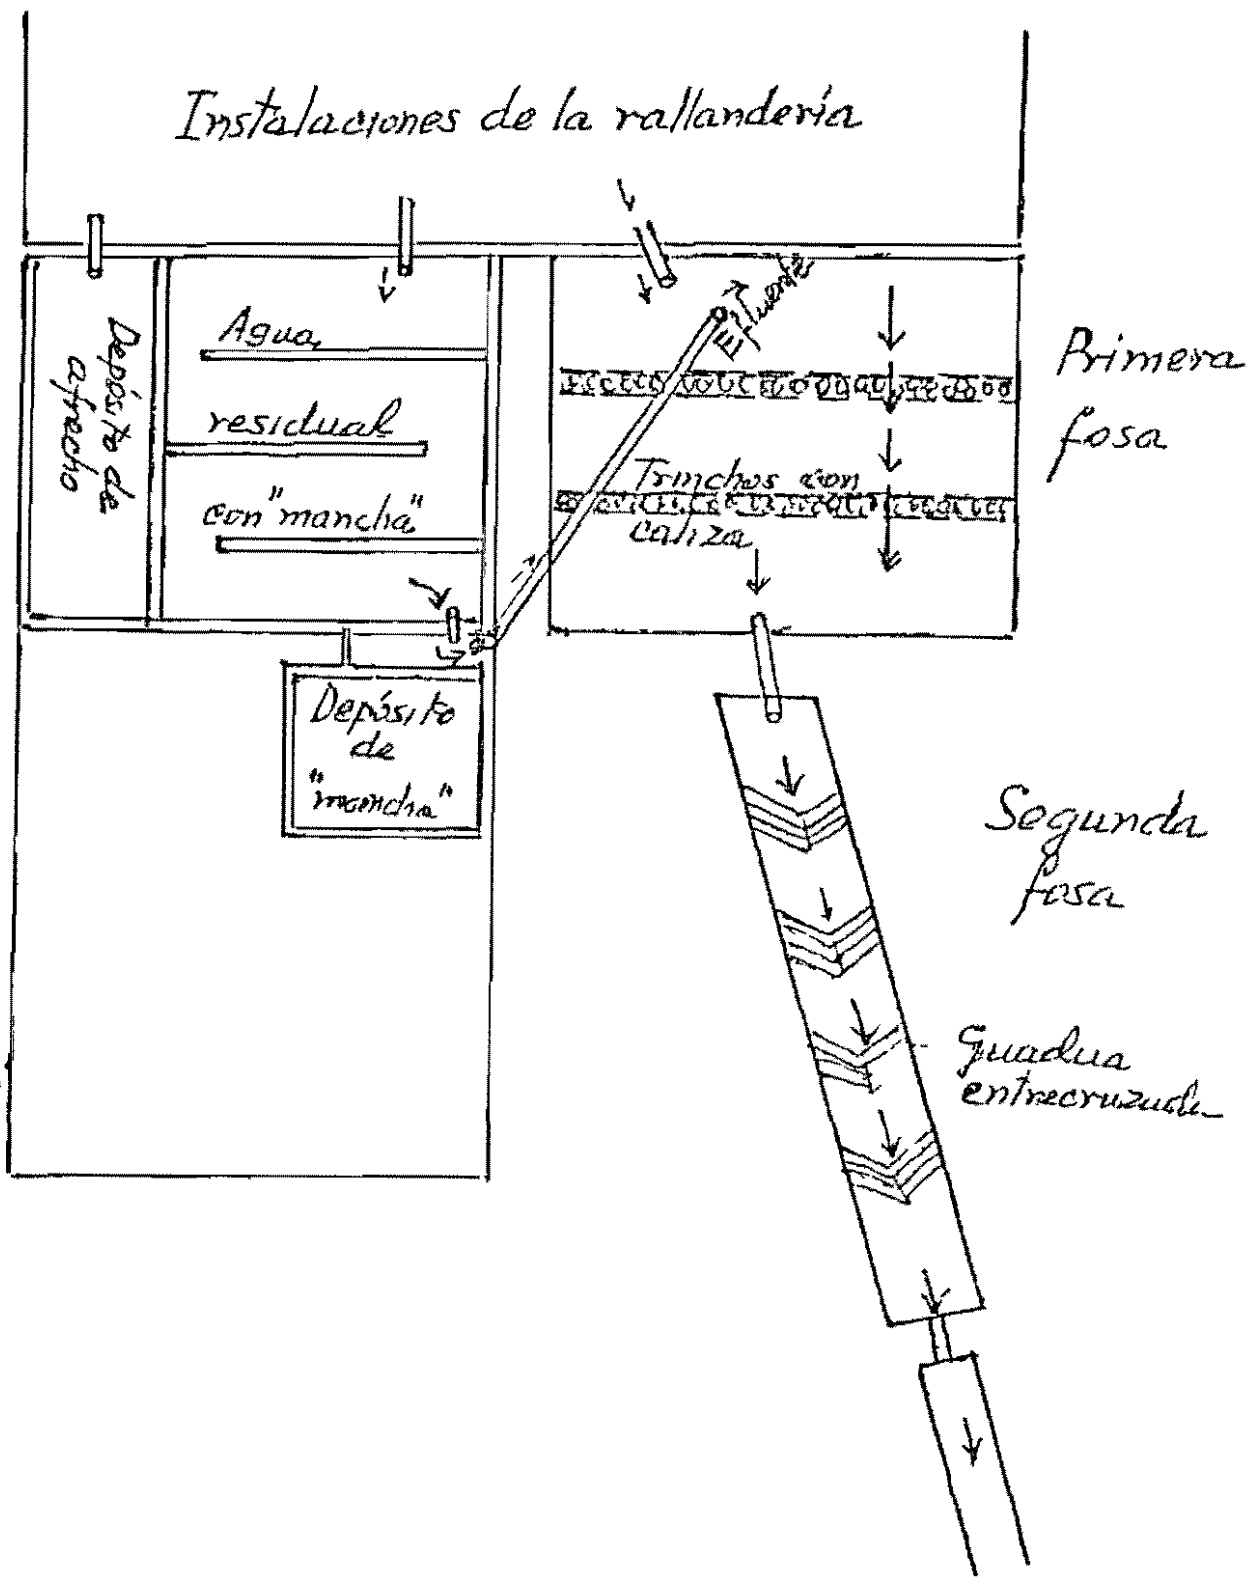 Instalaciones de la rallandería
Depósito de
afrecho
Agua
residual
con "mancha"
Efluente
Trinchos con
caliza
Primera
fosa
Depósito
de
"mancha"
Segunda
fosa
Guadua
entrecruzada